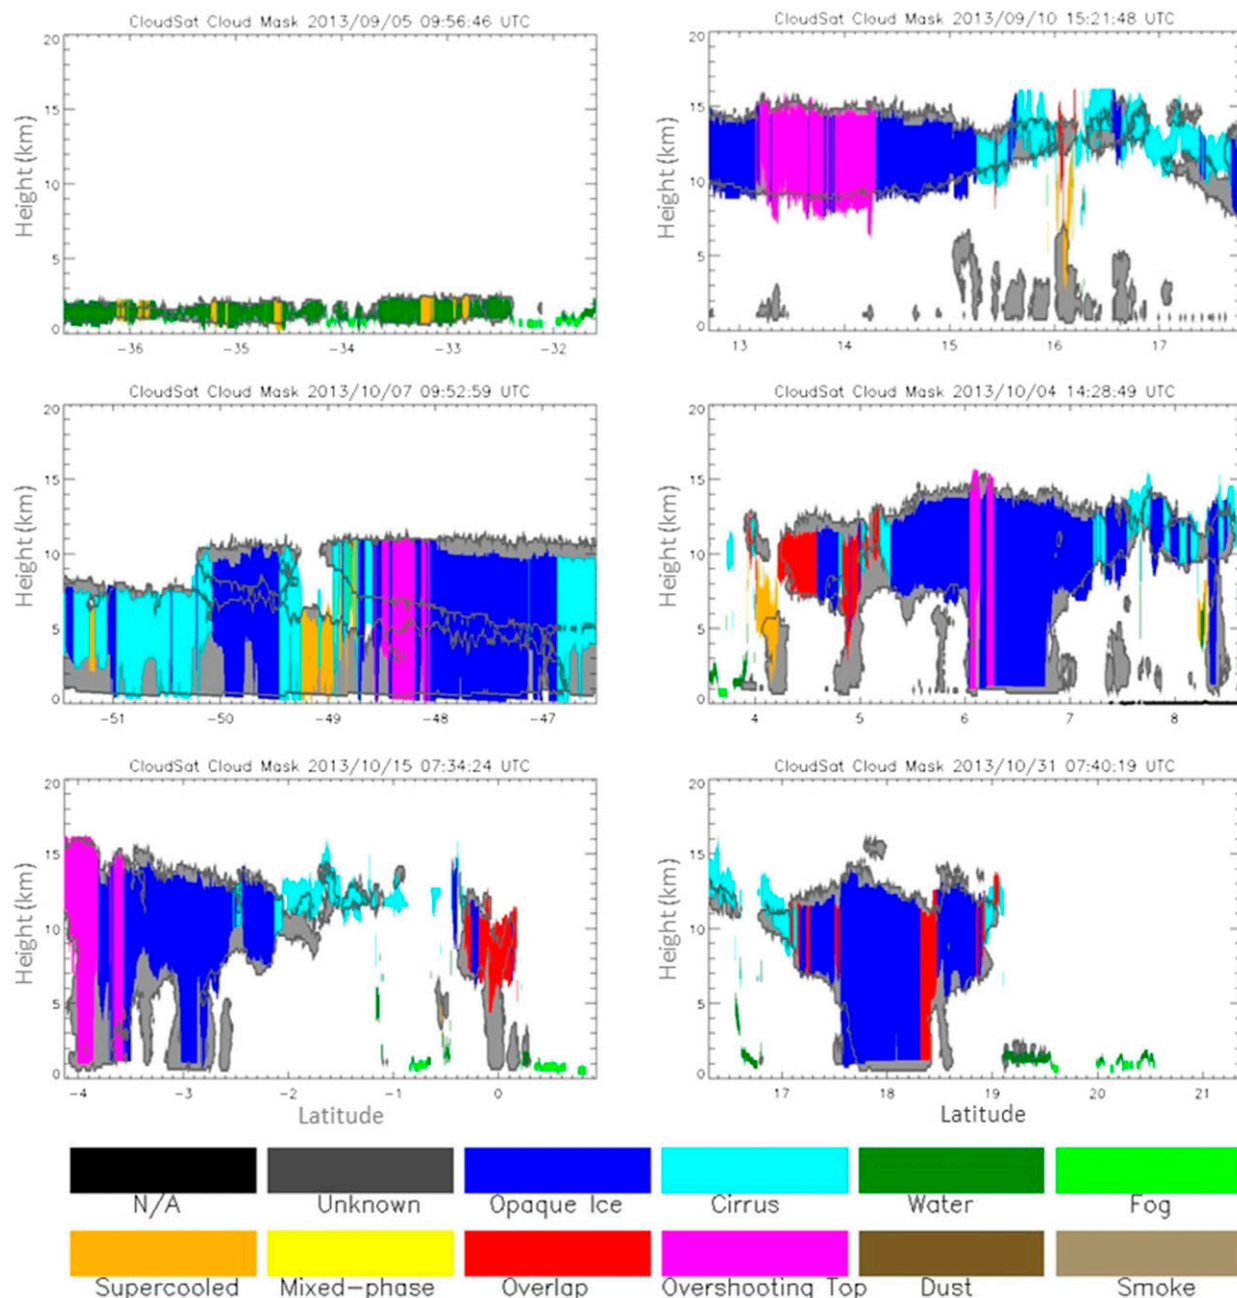 CloudSat Cloud Mask 2013/09/05 09:56:46 UTC
20
15
10
5
0
Height(km)
-36 -35 -34 -33 -32
CloudSat Cloud Mask 2013/09/10 15:21:48 UTC
20
15
10
5
0
Height(km)
13 14 15 16 17
CloudSat Cloud Mask 2013/10/07 09:52:59 UTC
20
15
10
5
0
Height(km)
-51 -50 -49 -48 -47
CloudSat Cloud Mask 2013/10/04 14:28:49 UTC
20
15
10
5
0
Height(km)
4 5 6 7 8
CloudSat Cloud Mask 2013/10/15 07:34:24 UTC
20
15
10
5
0
Height(km)
-4 -3 -2 -1 0
Latitude
CloudSat Cloud Mask 2013/10/31 07:40:19 UTC
20
15
10
5
0
Height(km)
17 18 19 20 21
Latitude
N/A Unknown Opaque Ice Cirrus Water Fog
Supercooled Mixed-phase Overlap Overshooting Top Dust Smoke